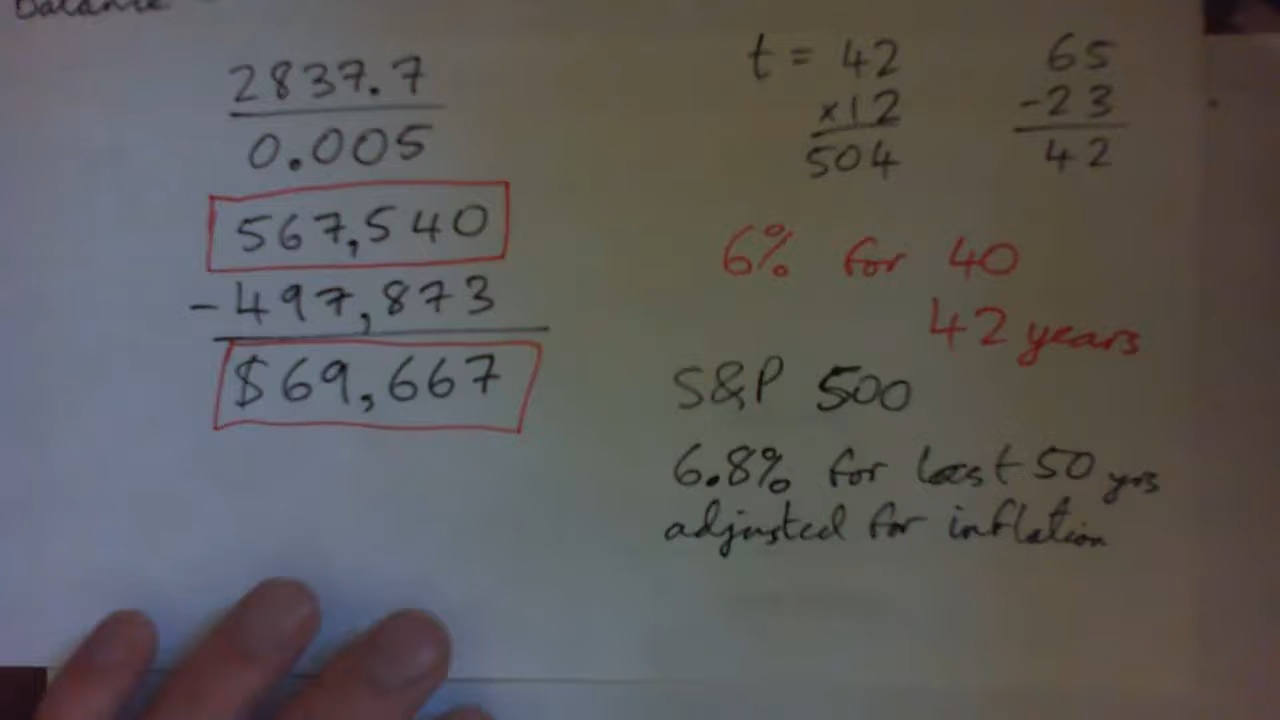 Balance
2837.7
0.005
567,540
-497,873
$69,667
t = 42
x12
504
65
-23
42
6% for 40
42 years
S&P 500
6.8% for last 50 yrs
adjusted for inflation